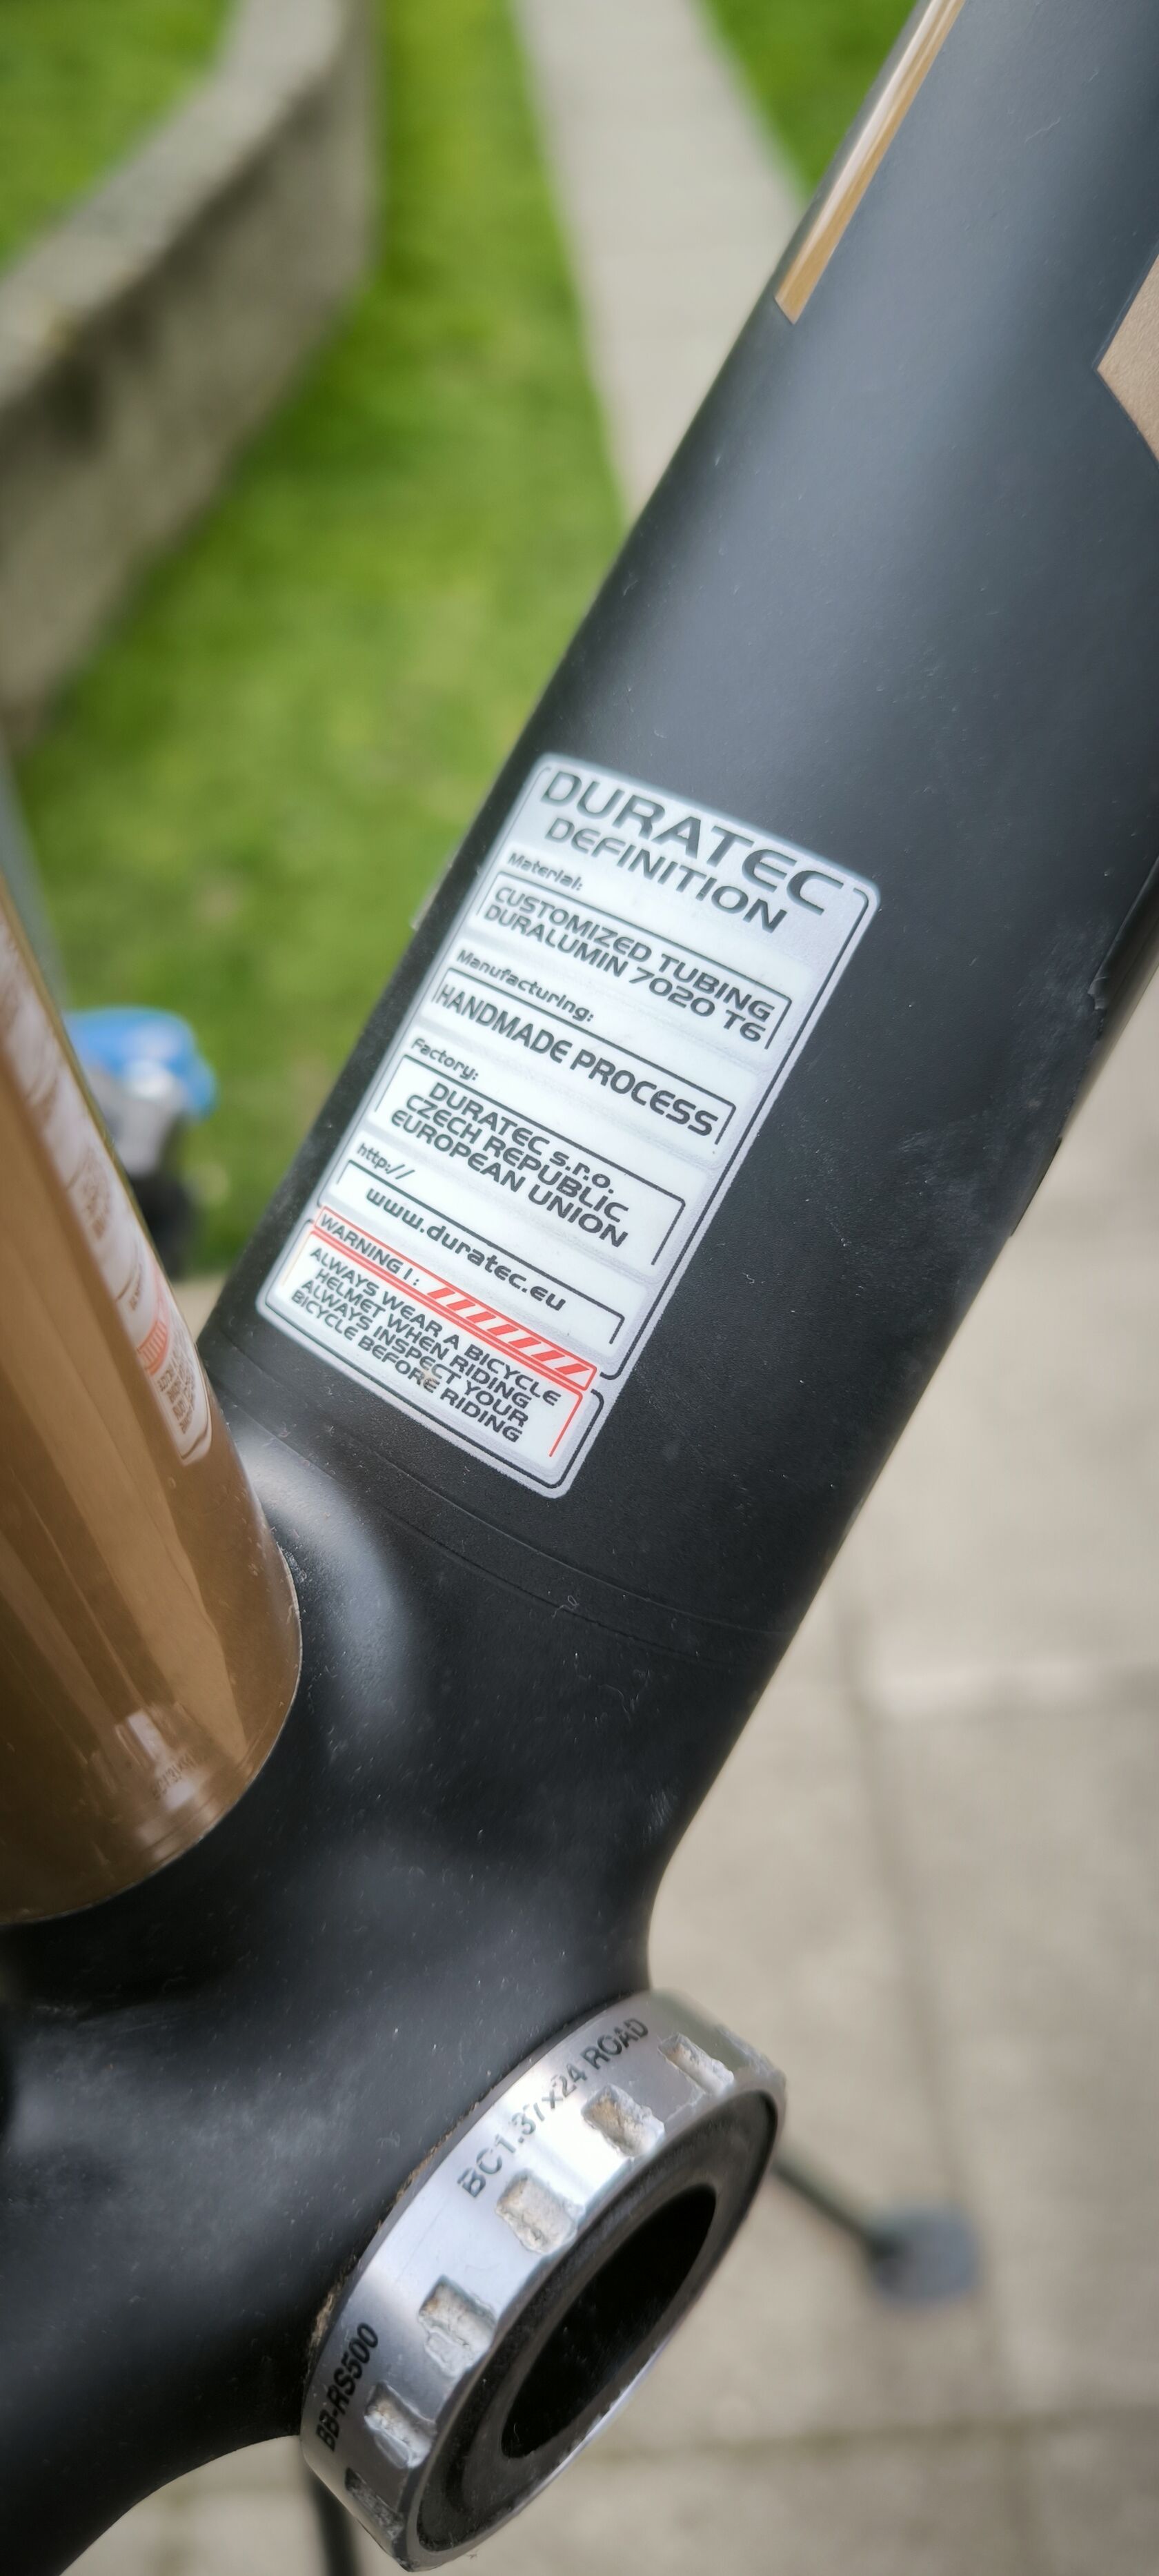 DURATEC
DEFINITION
Material:
CUSTOMIZED TUBING
DURALUMIN 7020 T6
Manufacturing:
HANDMADE PROCESS
Factory:
DURATEC s.r.o.
CZECH REPUBLIC
EUROPEAN UNION
http://
www.duratec.eu
WARNING! :
ALWAYS WEAR A BICYCLE
HELMET WHEN RIDING
ALWAYS INSPECT YOUR
BICYCLE BEFORE RIDING
BC1.37x24 ROAD
BB-RS500